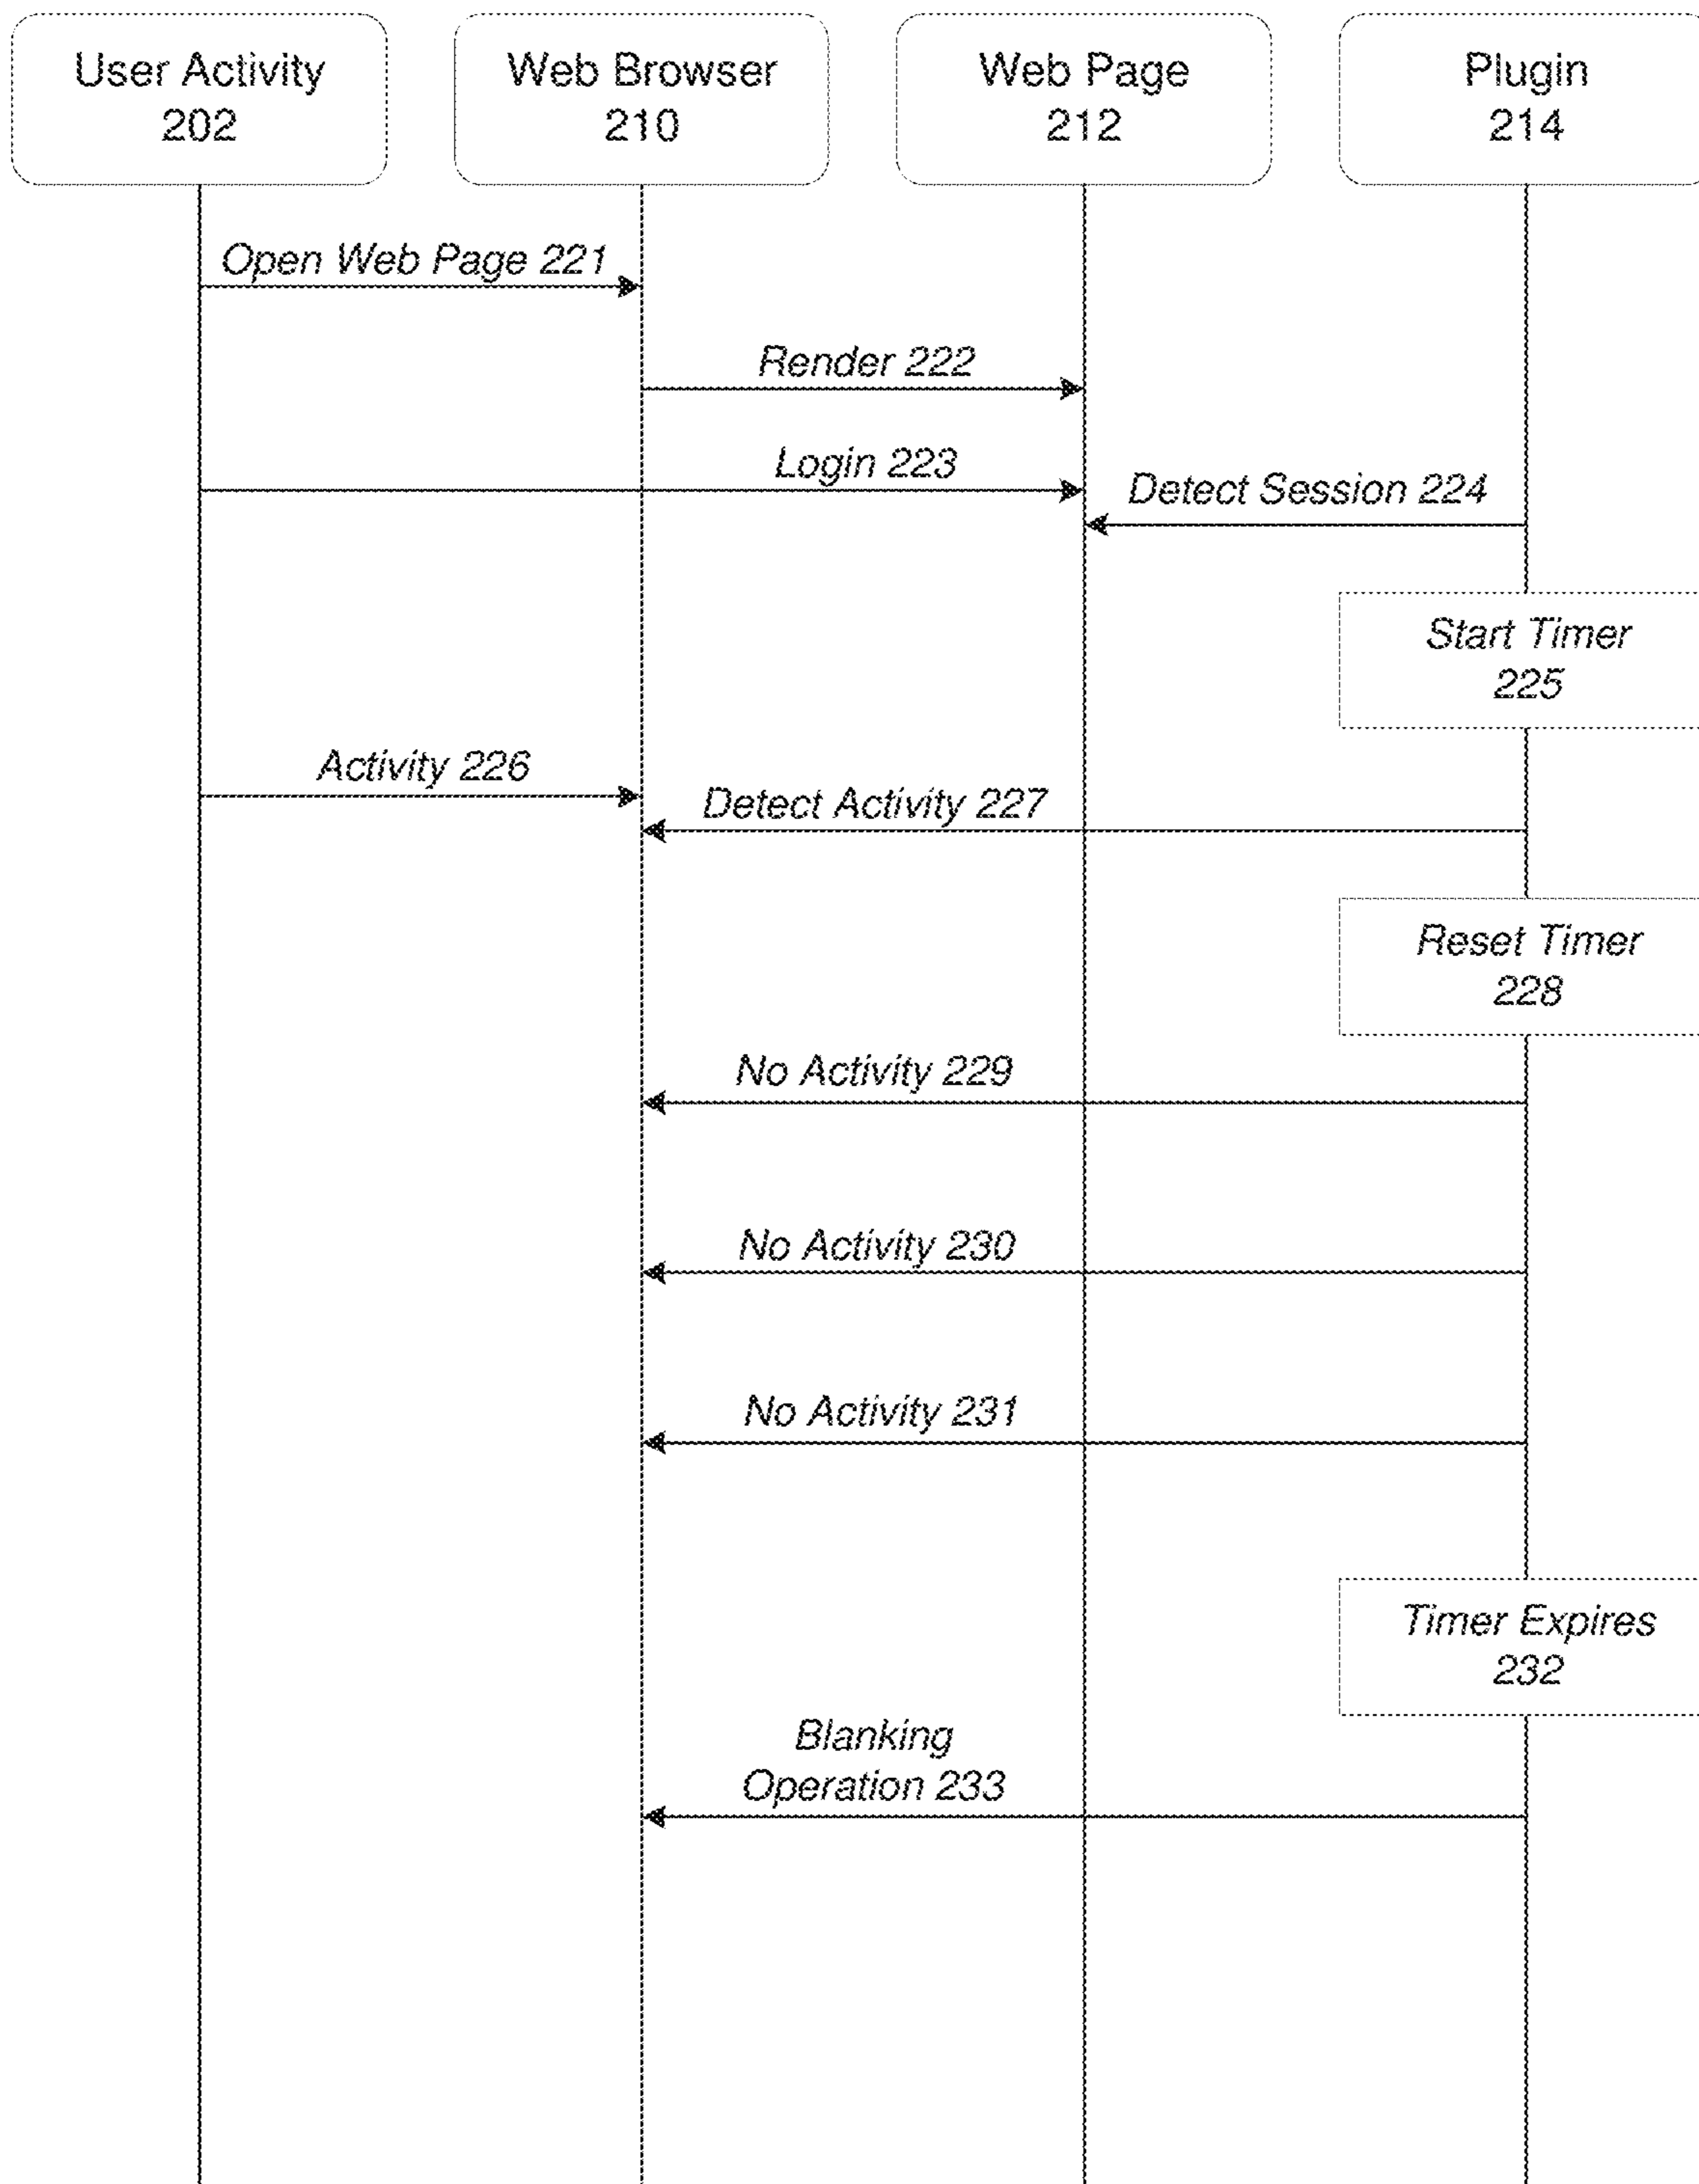 User Activity
202
Web Browser
210
Web Page
212
Plugin
214
Open Web Page 221
Render 222
Login 223
Detect Session 224
Start Timer
225
Activity 226
Detect Activity 227
Reset Timer
228
No Activity 229
No Activity 230
No Activity 231
Timer Expires
232
Blanking
Operation 233